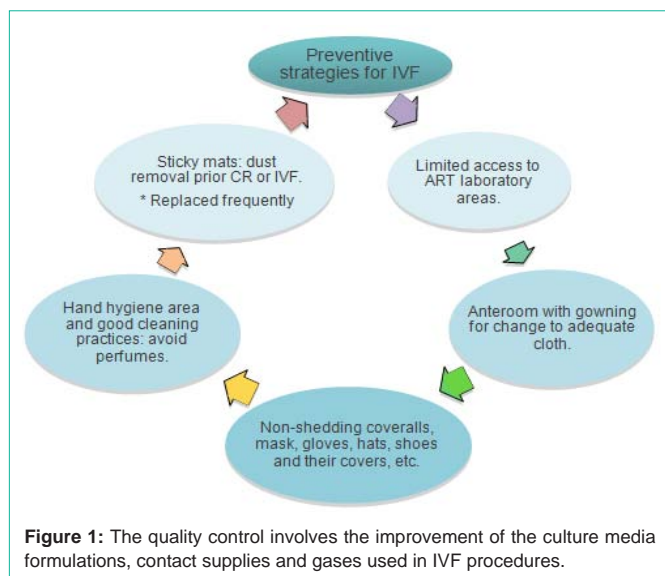 Preventive
strategies for IVF
Limited access to
ART laboratory
areas.
Anteroom with gowning
for change to adequate
cloth.
Non-shedding coveralls,
mask, gloves, hats, shoes
and their covers, etc.
Hand hygiene area
and good cleaning
practices: avoid
perfumes.
Sticky mats: dust
removal prior CR or IVF.
* Replaced frequently
Figure 1: The quality control involves the improvement of the culture media
formulations, contact supplies and gases used in IVF procedures.